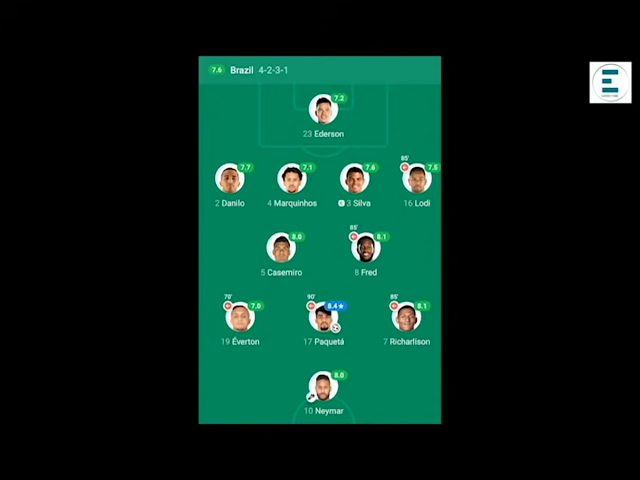 7.6 Brazil 4-2-3-1
7.2
23 Ederson
7.7 7.1 7.6 85' 7.5
2 Danilo 4 Marquinhos C 3 Silva 16 Lodi
8.0 85' 8.1
5 Casemiro 8 Fred
70' 7.0 90' 8.4 85' 8.1
19 Éverton 17 Paquetá 7 Richarlison
8.0
10 Neymar
E